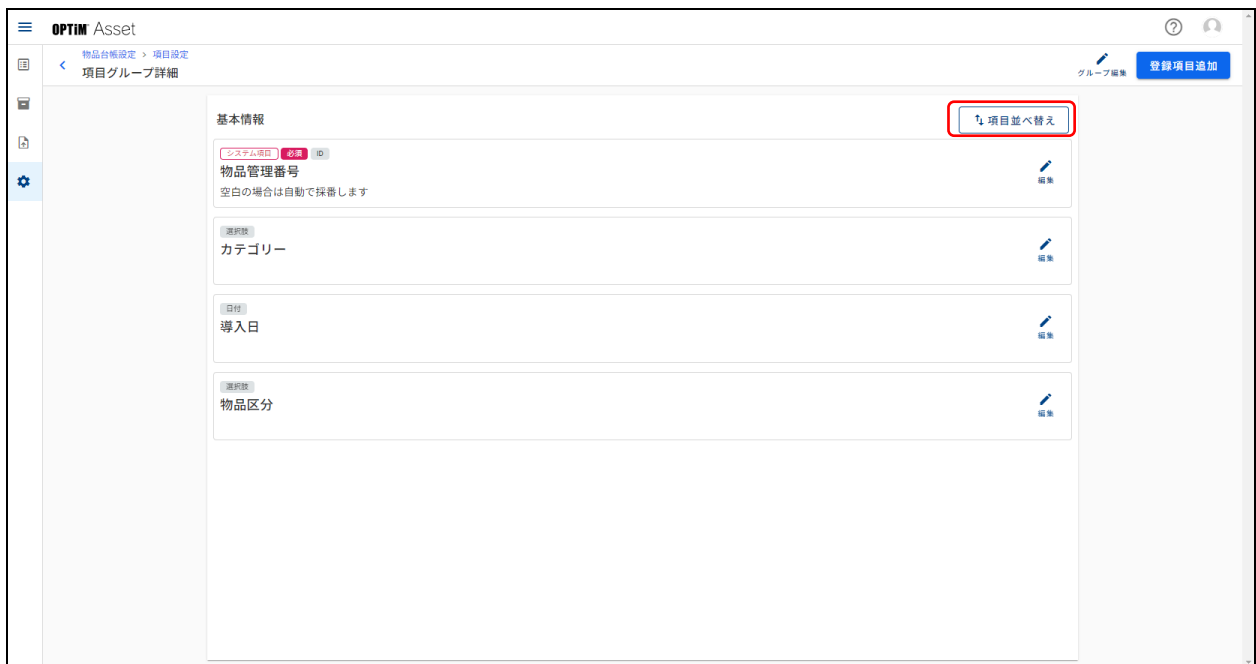 OPTiM Asset
物品台帳設定 > 項目設定
項目グループ詳細
グループ編集
登録項目追加
基本情報
項目並べ替え
システム項目 必須 ID
物品管理番号
空白の場合は自動で採番します
編集
選択肢
カテゴリー
編集
日付
導入日
編集
選択肢
物品区分
編集